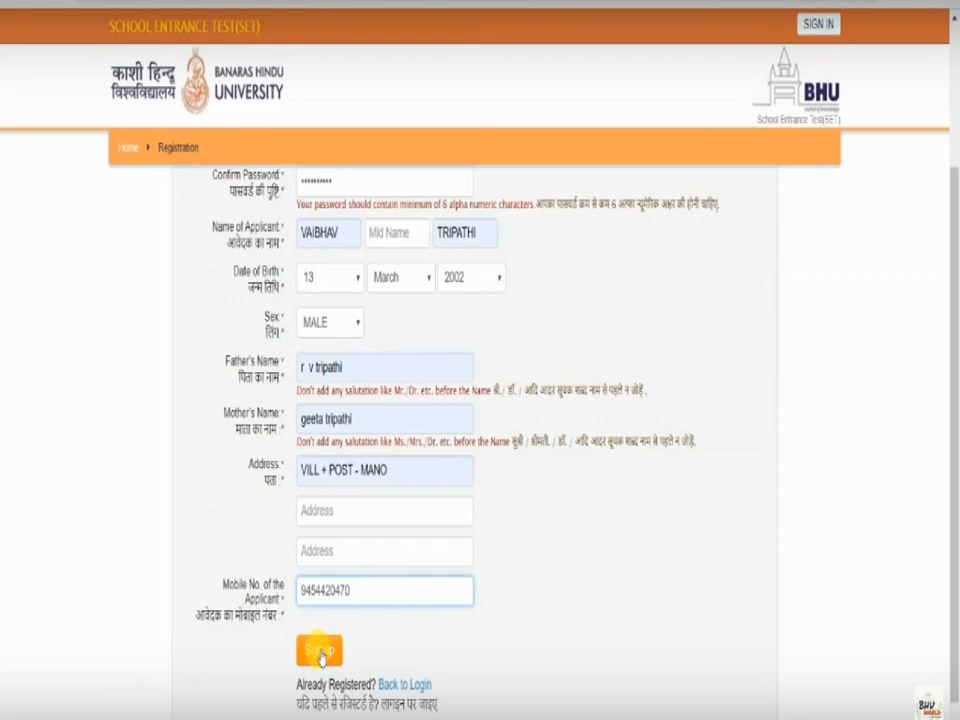 SCHOOL ENTRANCE TEST(SET)
SIGN IN
काशी हिन्दू
विश्वविद्यालय
BANARAS HINDU
UNIVERSITY
BHU
School Entrance Test(SET)
Home Registration
Confirm Password:*
पासवर्ड की पुष्टि *
**********
Your password should contain minimum of 6 alpha numeric characters. आपका पासवर्ड कम से कम 6 अल्फा न्यूमेरिक अक्षर की होनी चाहिए.
Name of Applicant:*
आवेदक का नाम *
VAIBHAV Mid Name TRIPATHI
Date of Birth:*
जन्म तिथि *
13 March 2002
Sex:*
लिंग *
MALE
Father's Name:*
पिता का नाम *
r v tripathi
Don't add any salutation like Mr./Dr. etc. before the Name श्री./ डॉ. / आदि आदर सूचक शब्द नाम से पहले न जोड़ें .
Mother's Name:*
माता का नाम :*
geeta tripathi
Don't add any salutation like Ms./Mrs./Dr. etc. before the Name सुश्री / श्रीमती. / डॉ. / आदि आदर सूचक शब्द नाम से पहले न जोड़ें.
Address:*
पता :*
VILL + POST - MANO
Address
Address
Mobile No. of the
Applicant:*
आवेदक का मोबाइल नंबर *
9454420470
Sign up
Already Registered? Back to Login
यदि पहले से रजिस्टर्ड है? लागइन पर जाइए
BHU